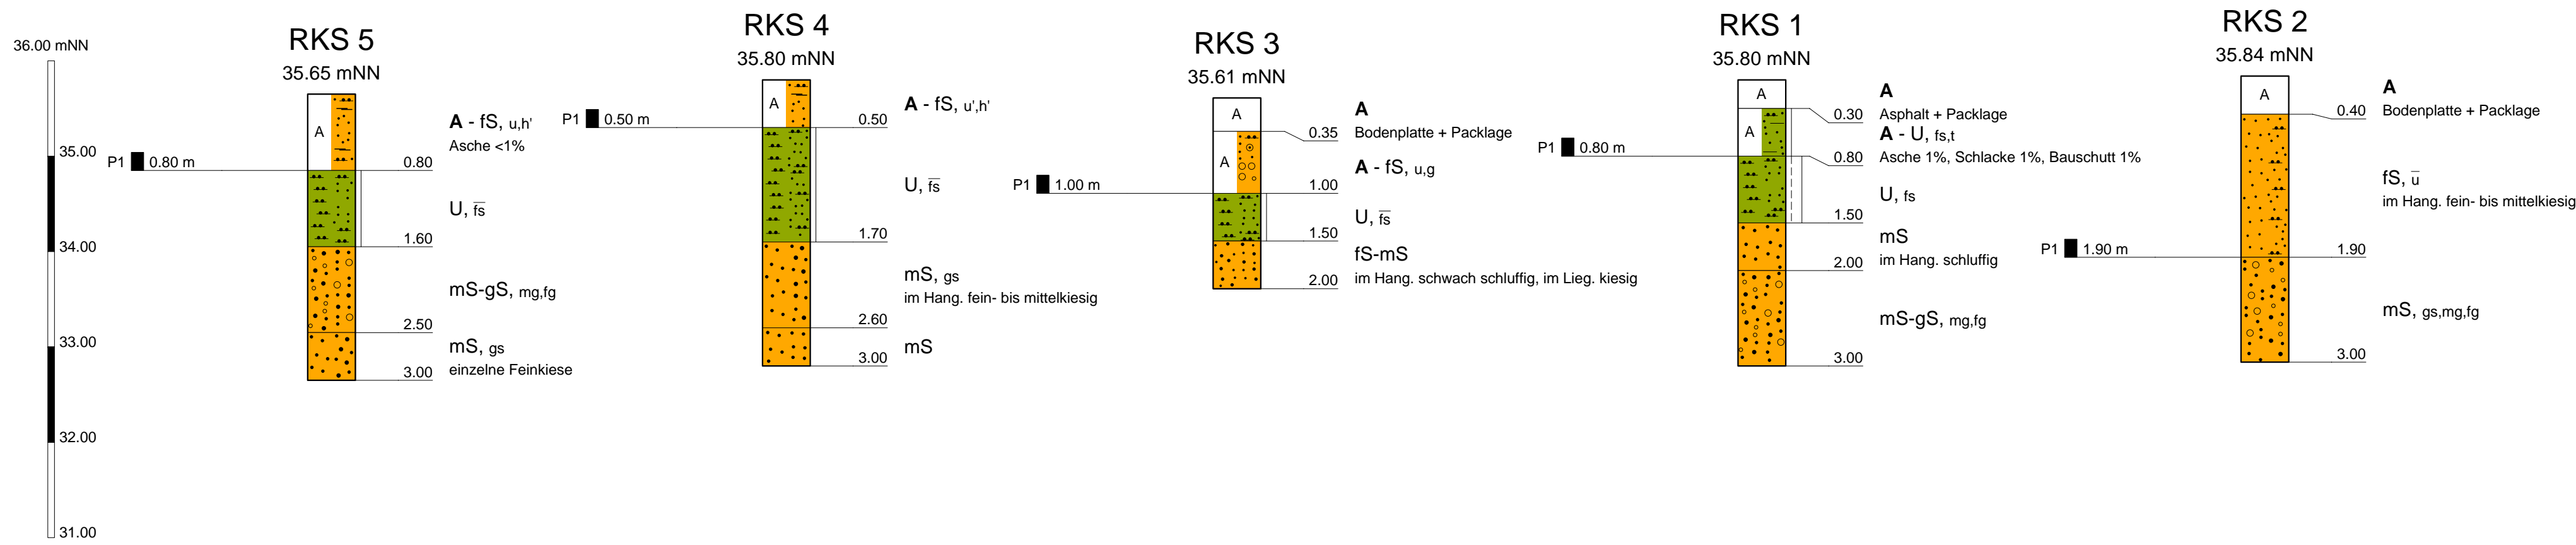 36.00 mNN
35.00
34.00
33.00
32.00
31.00
RKS 5
35.65 mNN
A
P1
0.80 m
0.80
1.60
2.50
3.00
A - fS, u,h'
Asche <1%
U, f̅s̅
mS-gS, mg,fg
mS, gs
einzelne Feinkiese
RKS 4
35.80 mNN
A
P1
0.50 m
0.50
1.70
2.60
3.00
A - fS, u',h'
U, f̅s̅
mS, gs
im Hang. fein- bis mittelkiesig
mS
RKS 3
35.61 mNN
A
A
P1
1.00 m
0.35
1.00
1.50
2.00
A
Bodenplatte + Packlage
A - fS, u,g
U, f̅s̅
fS-mS
im Hang. schwach schluffig, im Lieg. kiesig
RKS 1
35.80 mNN
A
A
P1
0.80 m
0.30
0.80
1.50
2.00
3.00
A
Asphalt + Packlage
A - U, fs,t
Asche 1%, Schlacke 1%, Bauschutt 1%
U, fs
mS
im Hang. schluffig
mS-gS, mg,fg
RKS 2
35.84 mNN
A
P1
1.90 m
0.40
1.90
3.00
A
Bodenplatte + Packlage
fS, u̅
im Hang. fein- bis mittelkiesig
mS, gs,mg,fg